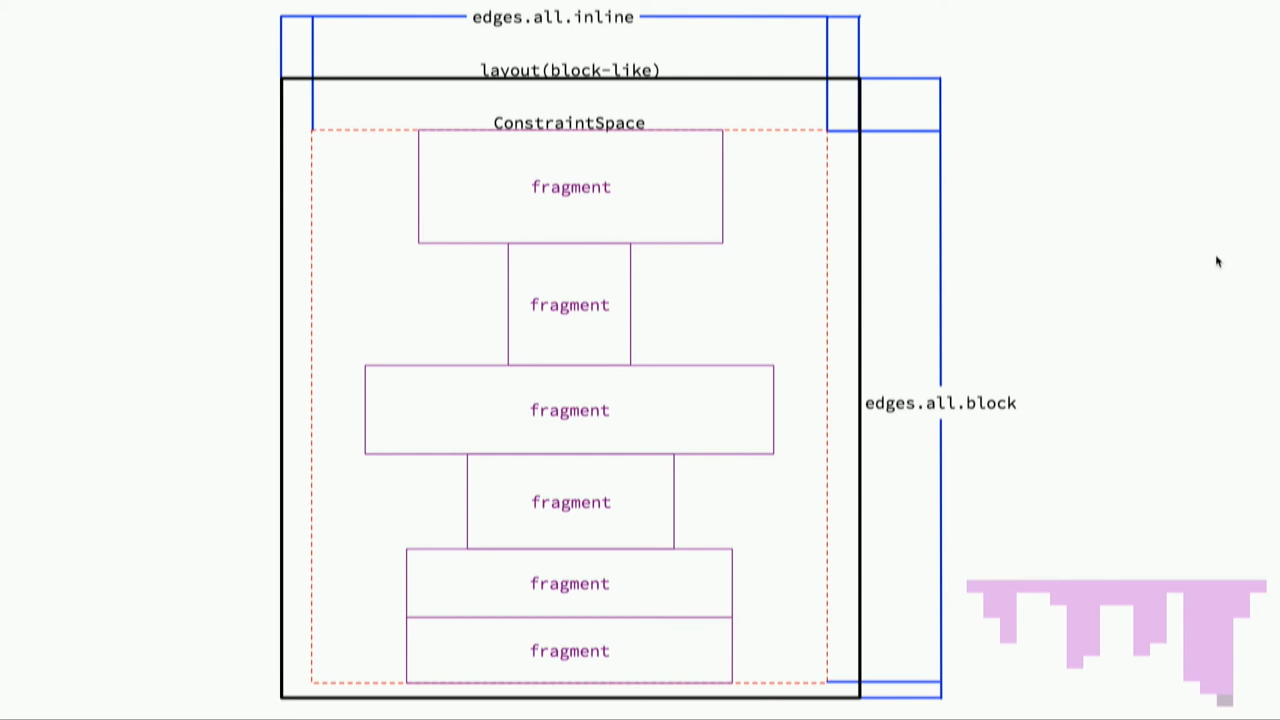 edges.all.inline
layout(block-like)
ConstraintSpace
fragment
fragment
fragment
edges.all.block
fragment
fragment
fragment